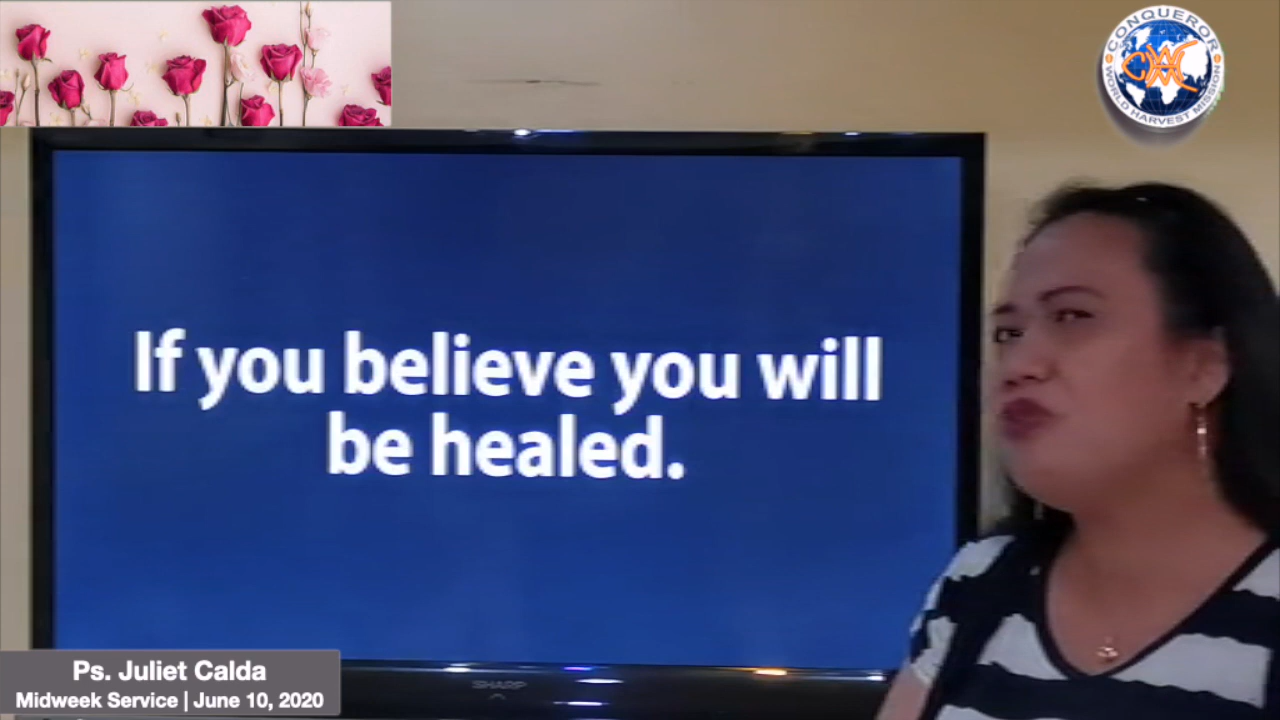 CONQUEROR
WORLD HARVEST MISSION
CWHM
If you believe you will
be healed.
SHARP
Ps. Juliet Calda
Midweek Service | June 10, 2020